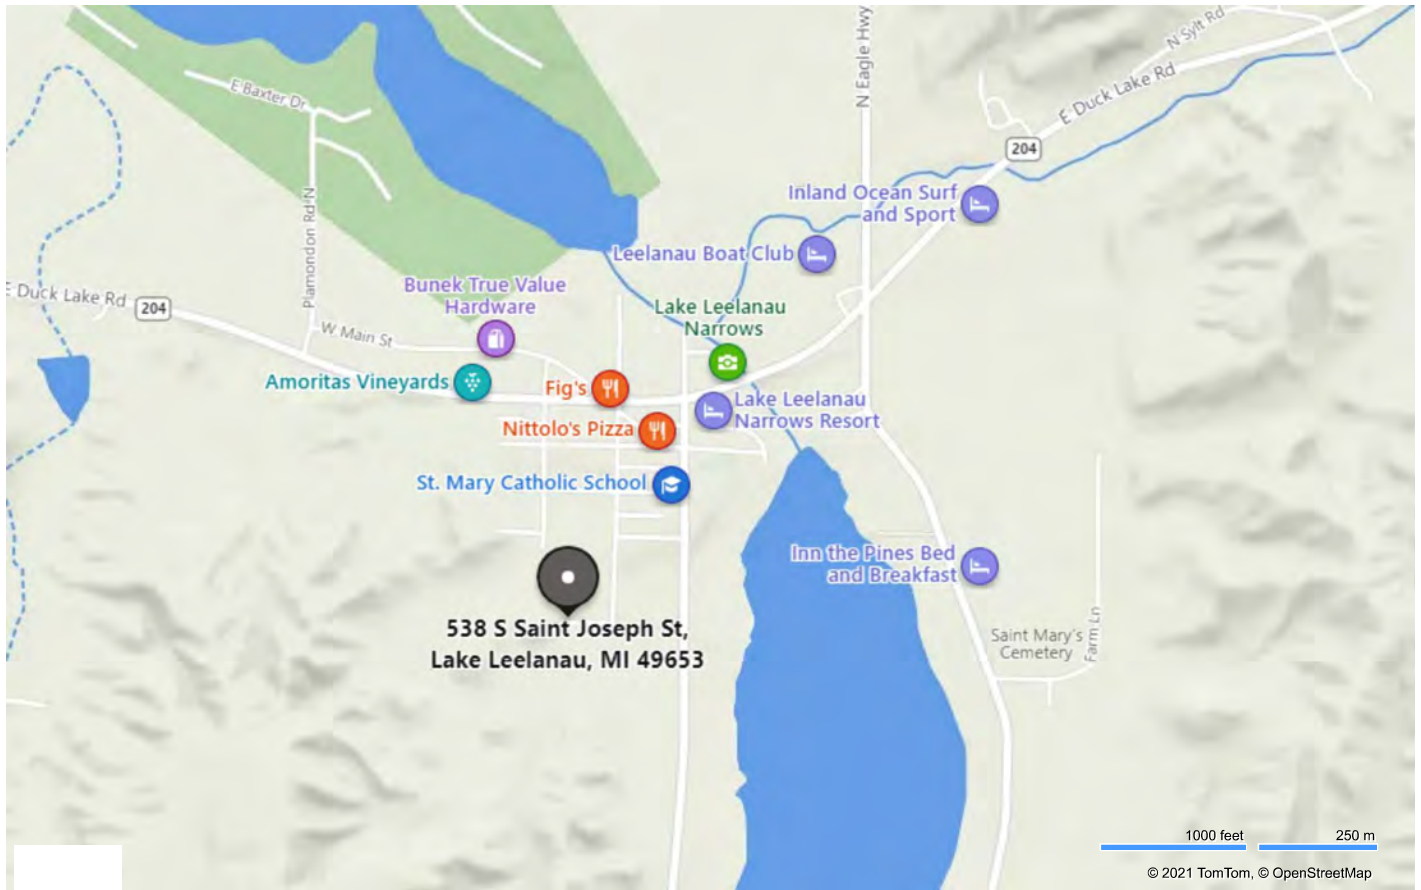 N Eagle Hwy
N Sylt Rd
E Duck Lake Rd
E Baxter Dr
204
Inland Ocean Surf
and Sport
Plamondon Rd N
Leelanau Boat Club
Bunek True Value
Hardware
E Duck Lake Rd
204
Lake Leelanau
Narrows
W Main St
Amoritas Vineyards
Fig's
Lake Leelanau
Narrows Resort
Nittolo's Pizza
St. Mary Catholic School
Inn the Pines Bed
and Breakfast
538 S Saint Joseph St,
Lake Leelanau, MI 49653
Saint Mary's
Cemetery
Farm Ln
1000 feet
250 m
© 2021 TomTom, © OpenStreetMap